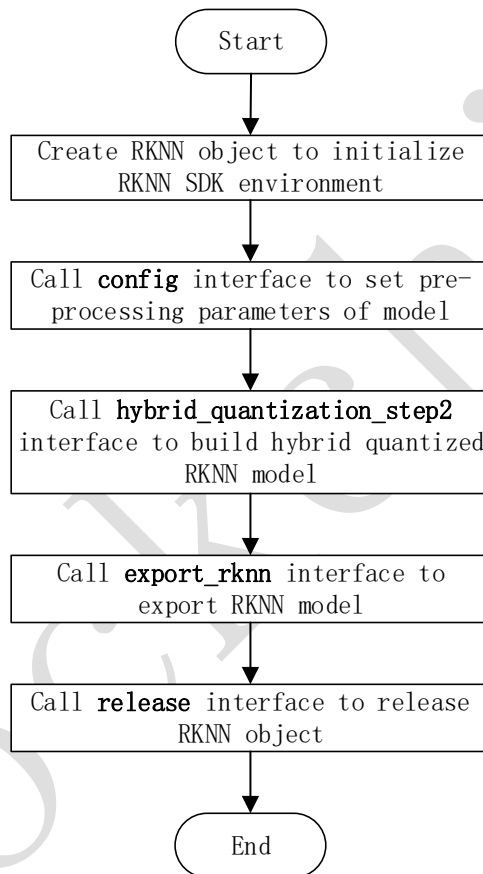 Start
Create RKNN object to initialize
RKNN SDK environment
Call config interface to set pre-
processing parameters of model
Call hybrid_quantization_step2
interface to build hybrid quantized
RKNN model
Call export_rknn interface to
export RKNN model
Call release interface to release
RKNN object
End